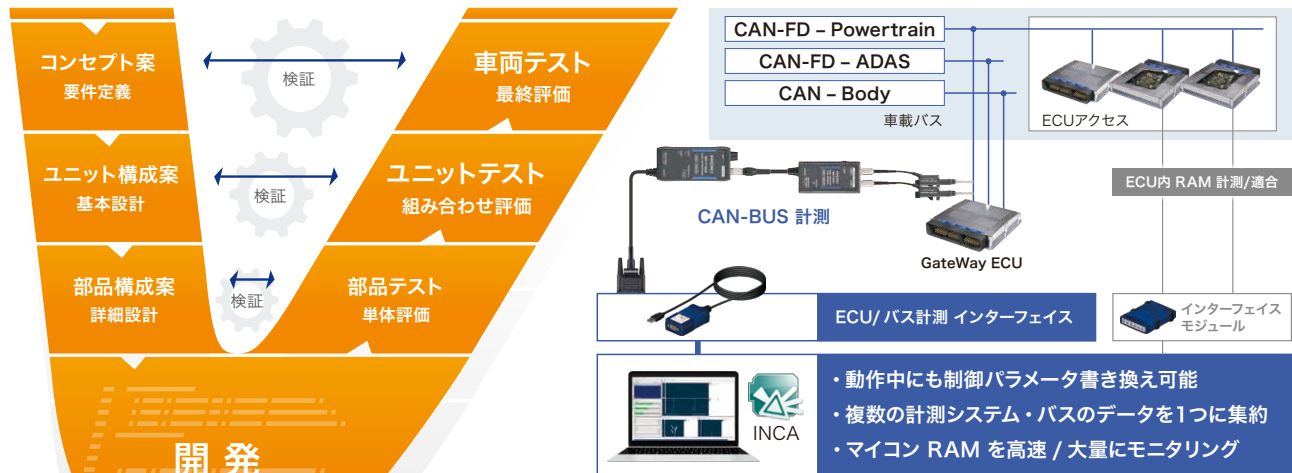 コンセプト案
要件定義
検証
車両テスト
最終評価
ユニット構成案
基本設計
検証
ユニットテスト
組み合わせ評価
部品構成案
詳細設計
検証
部品テスト
単体評価
開発
CAN-FD – Powertrain
CAN-FD – ADAS
CAN – Body
車載バス
ECUアクセス
CAN-BUS 計測
GateWay ECU
ECU内 RAM 計測/適合
ECU/バス計測 インターフェイス
インターフェイス
モジュール
INCA
・動作中にも制御パラメータ書き換え可能
・複数の計測システム・バスのデータを1つに集約
・マイコン RAM を高速 / 大量にモニタリング